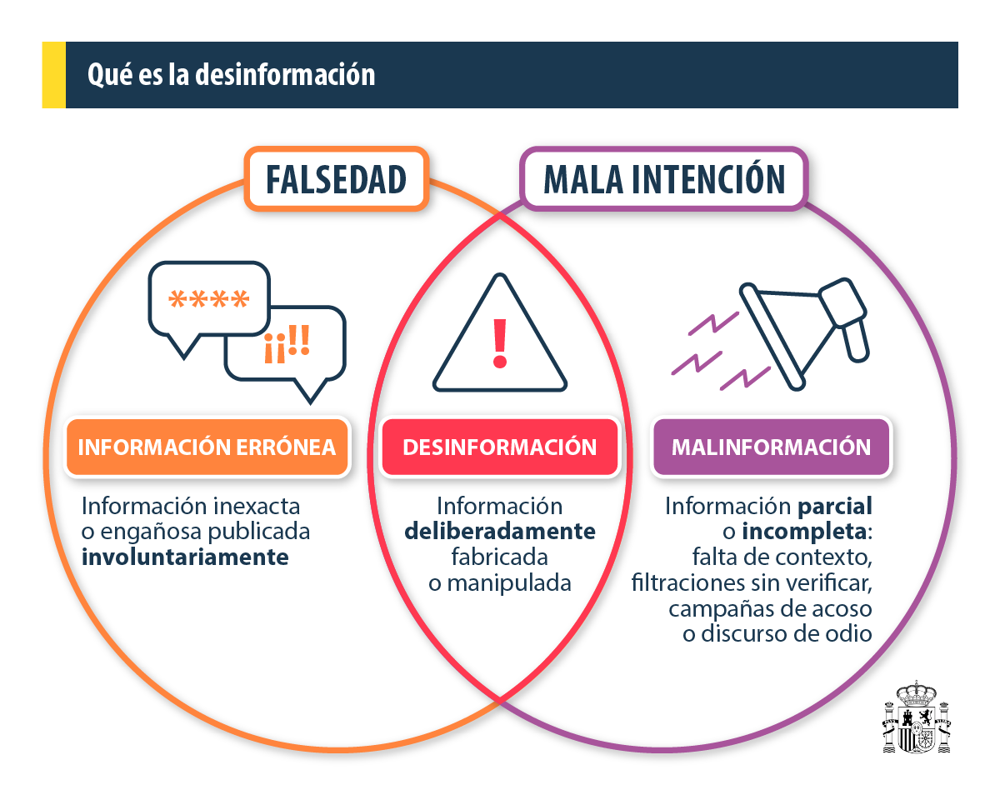 Qué es la desinformación
FALSEDAD
MALA INTENCIÓN
****
¡¡!!
!
INFORMACIÓN ERRÓNEA
Información inexacta
o engañosa publicada
involuntariamente
DESINFORMACIÓN
Información
deliberadamente
fabricada
o manipulada
MALINFORMACIÓN
Información parcial
o incompleta:
falta de contexto,
filtraciones sin verificar,
campañas de acoso
o discurso de odio